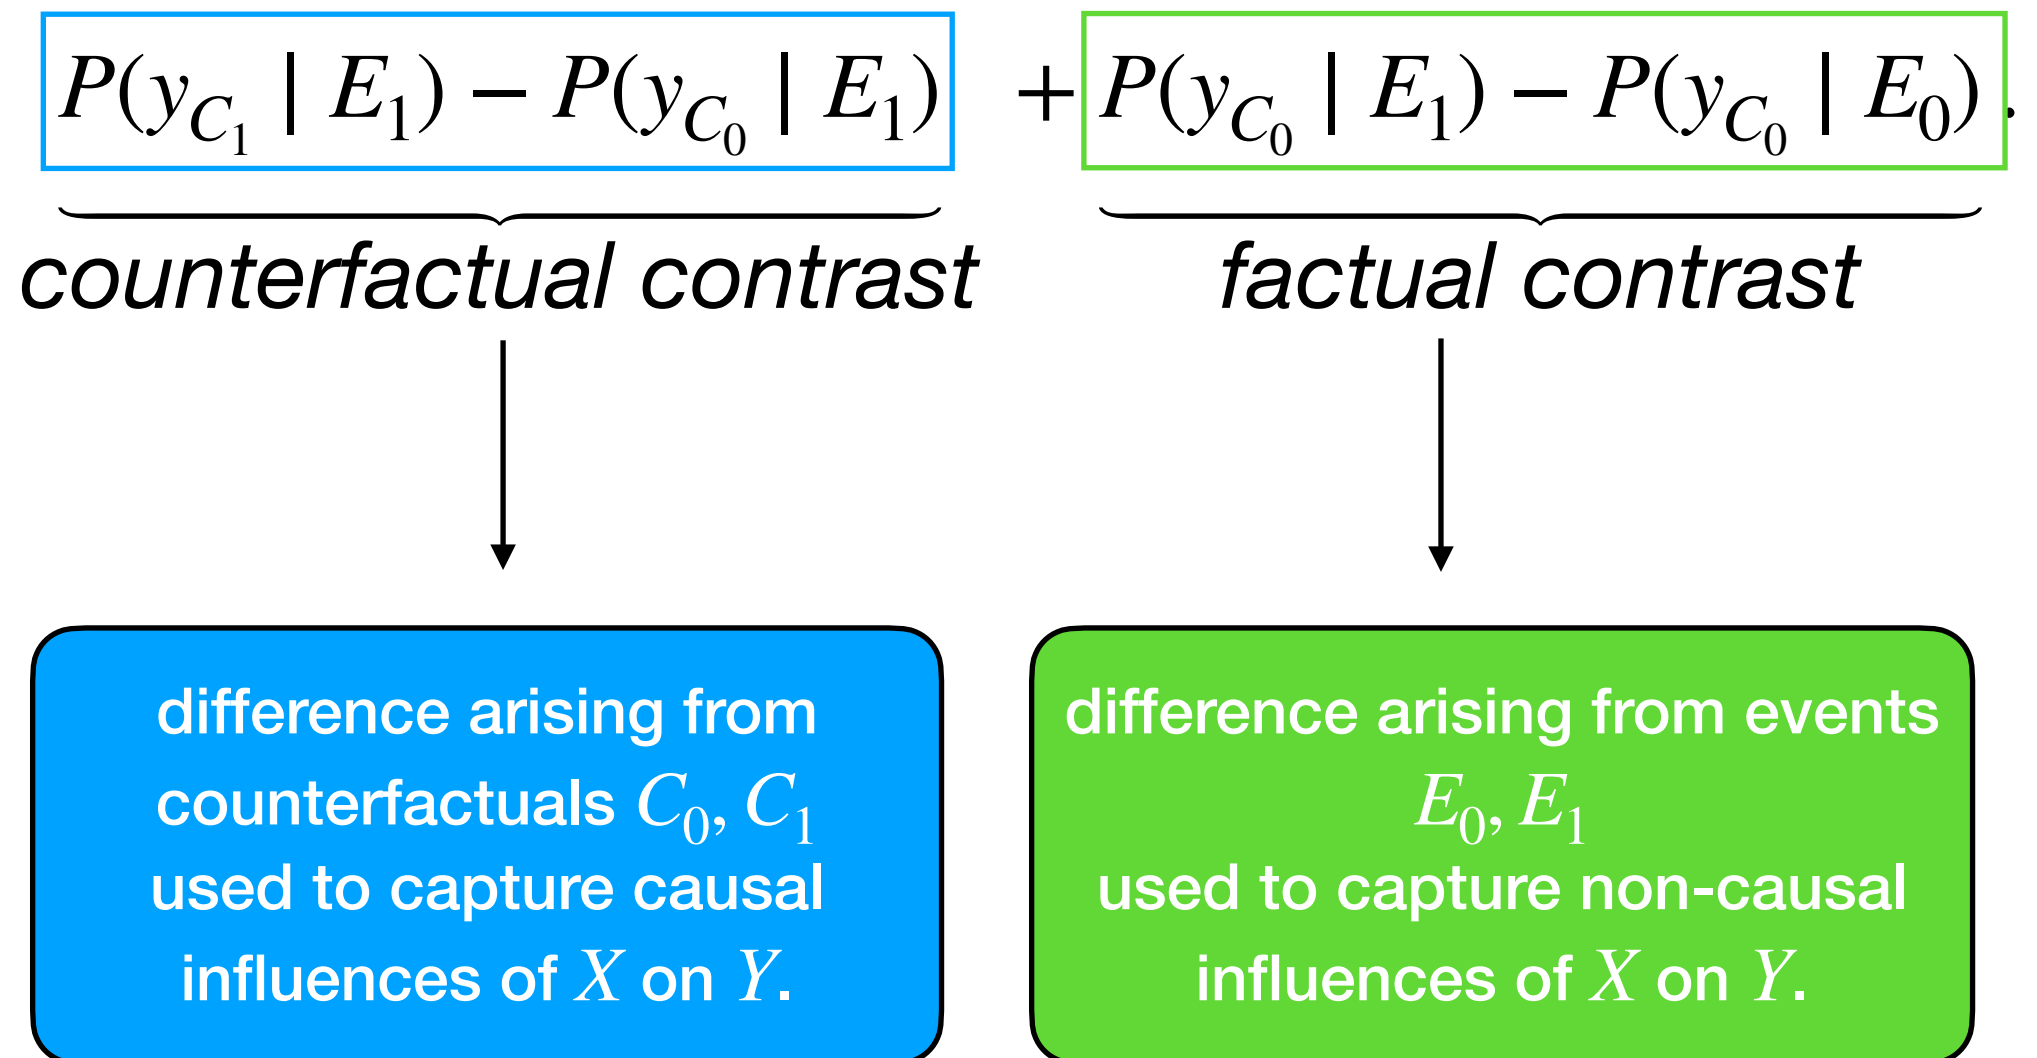 P(y_{C_1} | E_1) − P(y_{C_0} | E_1) + P(y_{C_0} | E_1) − P(y_{C_0} | E_0).
counterfactual contrast
factual contrast
difference arising from
counterfactuals C_0, C_1
used to capture causal
influences of X on Y.
difference arising from events
E_0, E_1
used to capture non-causal
influences of X on Y.